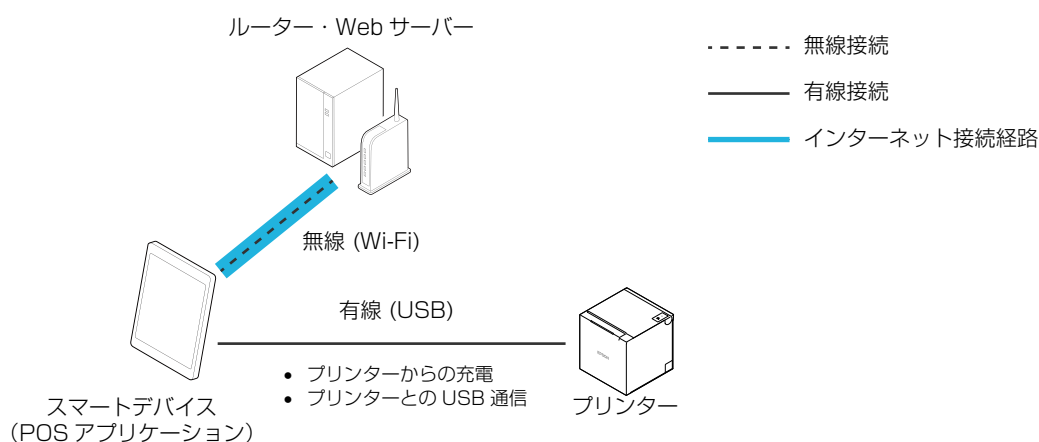 ルーター・Web サーバー
無線接続
有線接続
インターネット接続経路
無線 (Wi-Fi)
有線 (USB)
• プリンターからの充電
• プリンターとの USB 通信
スマートデバイス
(POS アプリケーション)
プリンター
EPSON